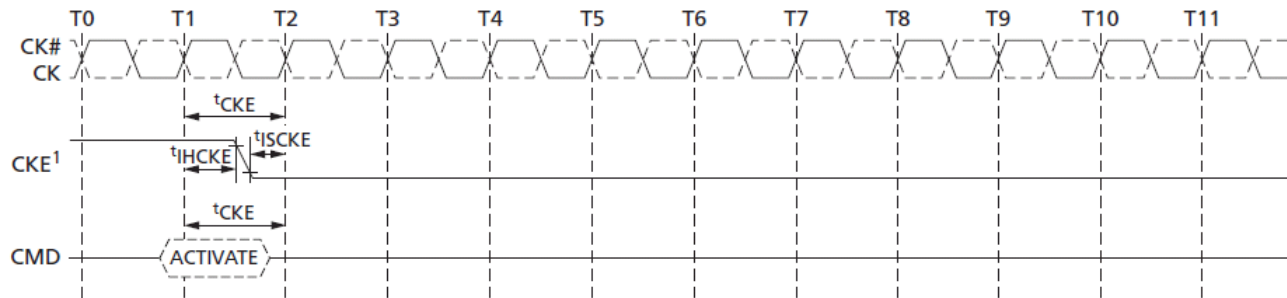 T0 T1 T2 T3 T4 T5 T6 T7 T8 T9 T10 T11
CK#
CK
tCKE
tISCKE
CKE1
tIHCKE
tCKE
CMD
ACTIVATE